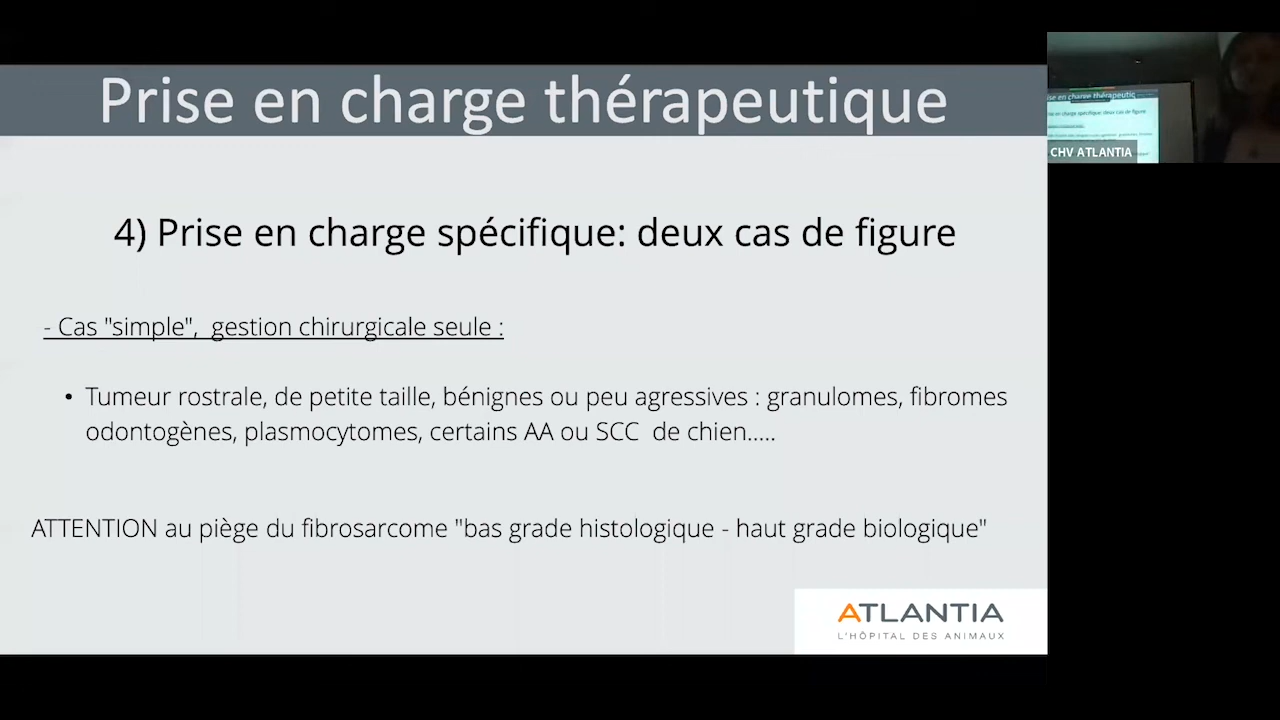 Prise en charge thérapeutique
4) Prise en charge spécifique: deux cas de figure
- Cas "simple",  gestion chirurgicale seule :
• Tumeur rostrale, de petite taille, bénignes ou peu agressives : granulomes, fibromes
odontogènes, plasmocytomes, certains AA ou SCC  de chien.....
ATTENTION au piège du fibrosarcome "bas grade histologique - haut grade biologique"
ATLANTIA
L'HÔPITAL DES ANIMAUX
CHV ATLANTIA